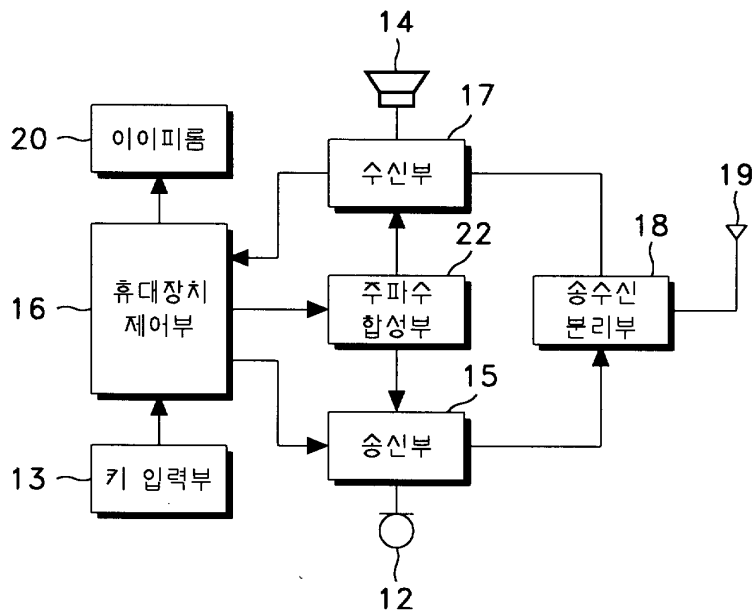 14
17
20
이이피롬
수신부
19
22
18
16
휴대장치
제어부
주파수
합성부
송수신
분리부
15
13
키 입력부
송신부
12